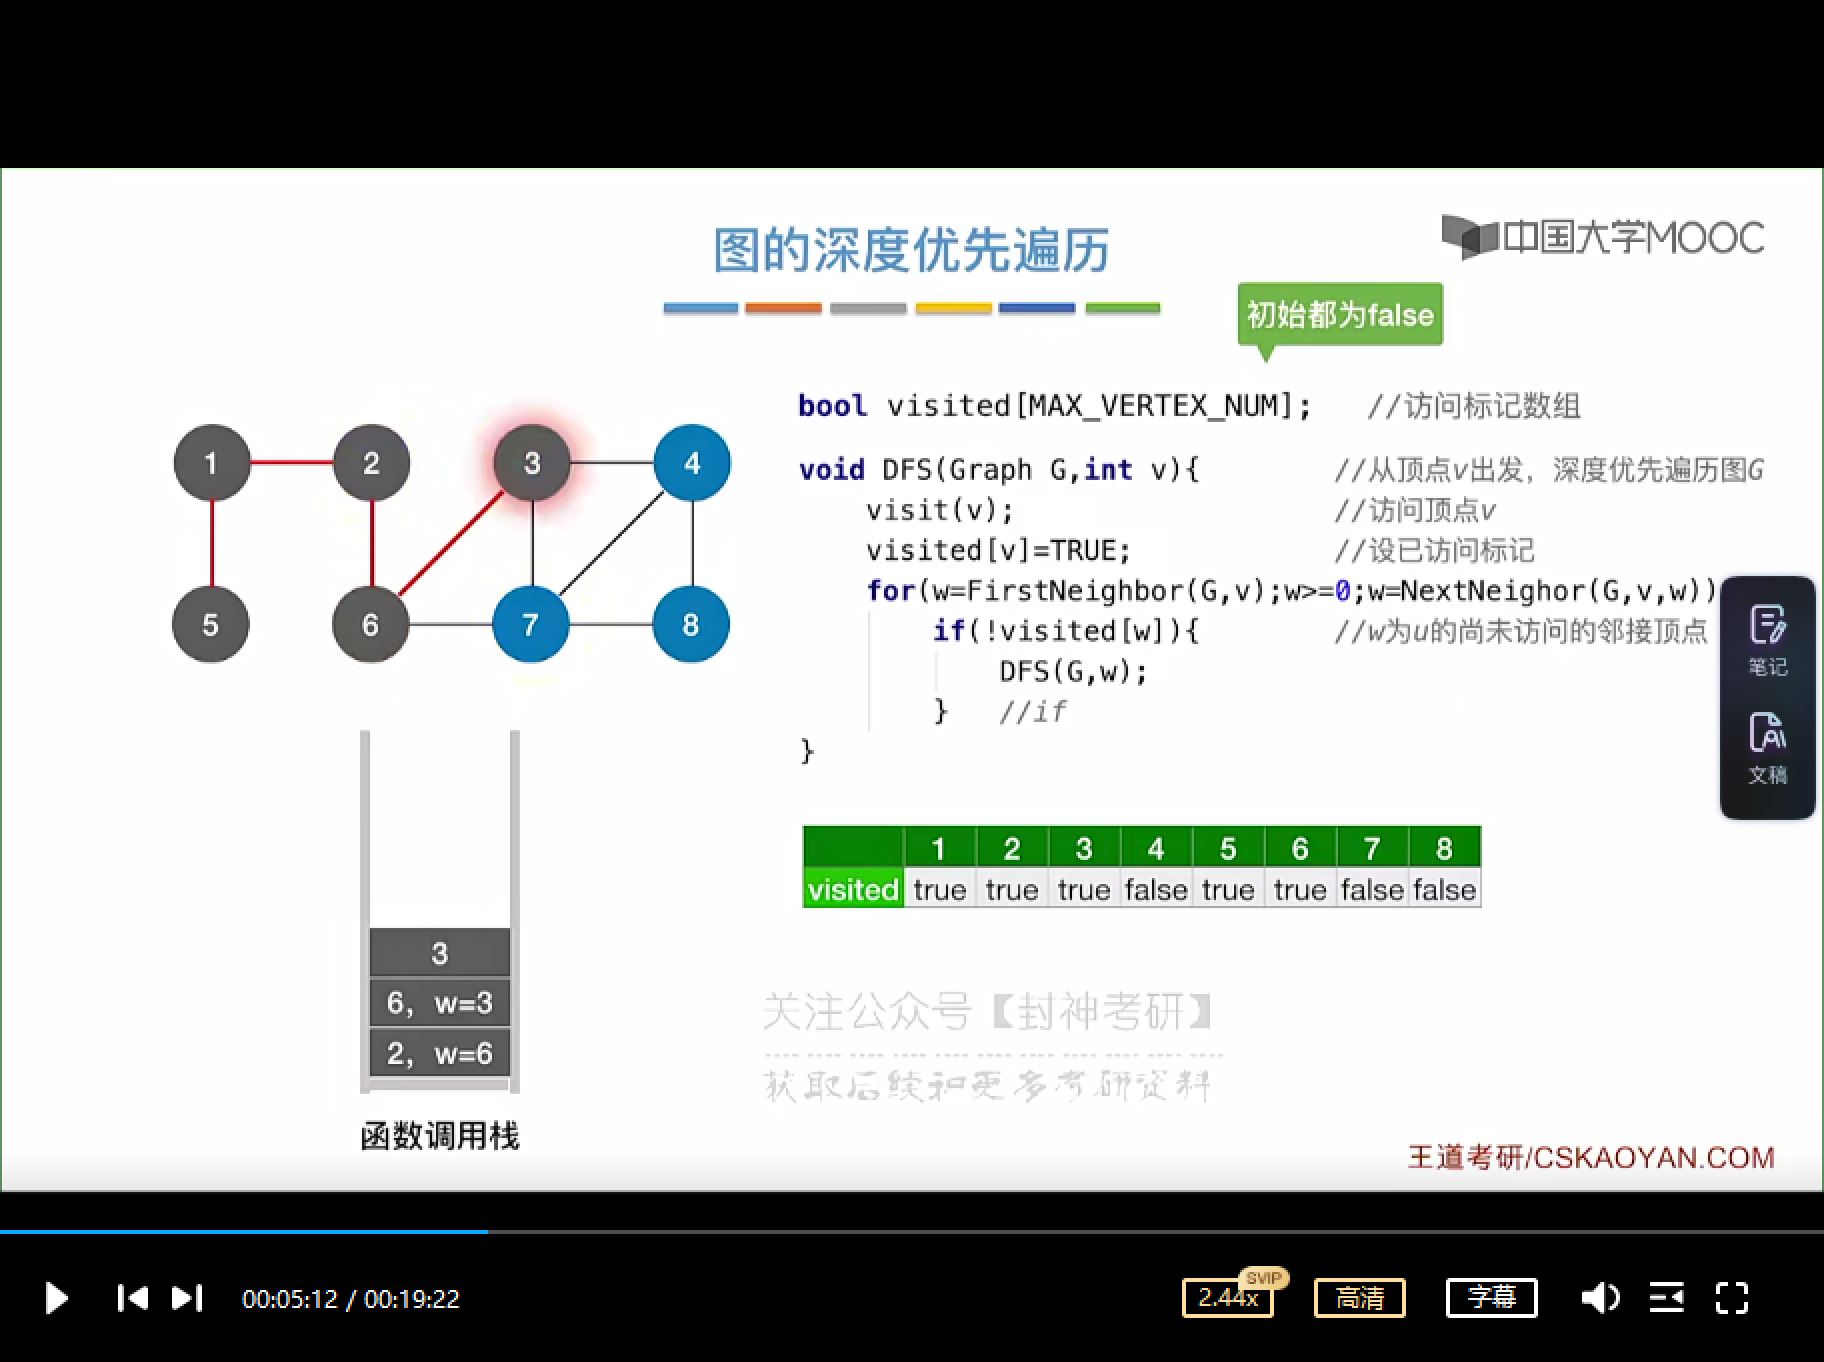 图的深度优先遍历
中国大学MOOC
初始都为false
bool visited[MAX_VERTEX_NUM]; //访问标记数组
void DFS(Graph G,int v){ //从顶点v出发，深度优先遍历图G
visit(v); //访问顶点v
visited[v]=TRUE; //设已访问标记
for(w=FirstNeighbor(G,v);w>=0;w=NextNeighor(G,v,w))
if(!visited[w]){ //w为u的尚未访问的邻接顶点
DFS(G,w);
} //if
}
1 2 3 4
5 6 7 8
笔记
文稿
1 2 3 4 5 6 7 8
visited true true true false true true false false
3
6，w=3
2，w=6
函数调用栈
关注公众号【封神考研】
获取后续和更多考研资料
王道考研/CSKAOYAN.COM
00:05:12 / 00:19:22
2.44x
SVIP
高清
字幕